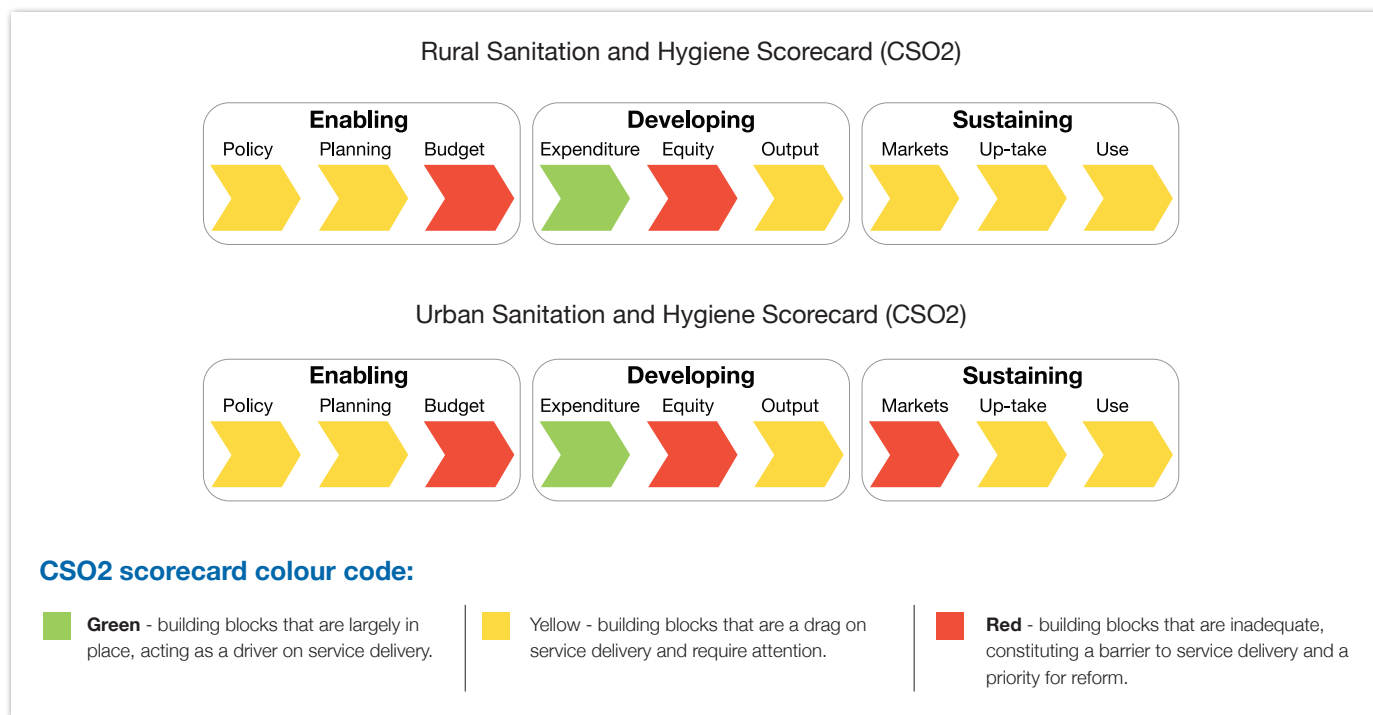 Rural Sanitation and Hygiene Scorecard (CSO2)
Enabling
Developing
Sustaining
Policy Planning Budget
Expenditure Equity Output
Markets Up-take Use
Urban Sanitation and Hygiene Scorecard (CSO2)
Enabling
Developing
Sustaining
Policy Planning Budget
Expenditure Equity Output
Markets Up-take Use
CSO2 scorecard colour code:
Green - building blocks that are largely in
place, acting as a driver on service delivery.
Yellow - building blocks that are a drag on
service delivery and require attention.
Red - building blocks that are inadequate,
constituting a barrier to service delivery and a
priority for reform.